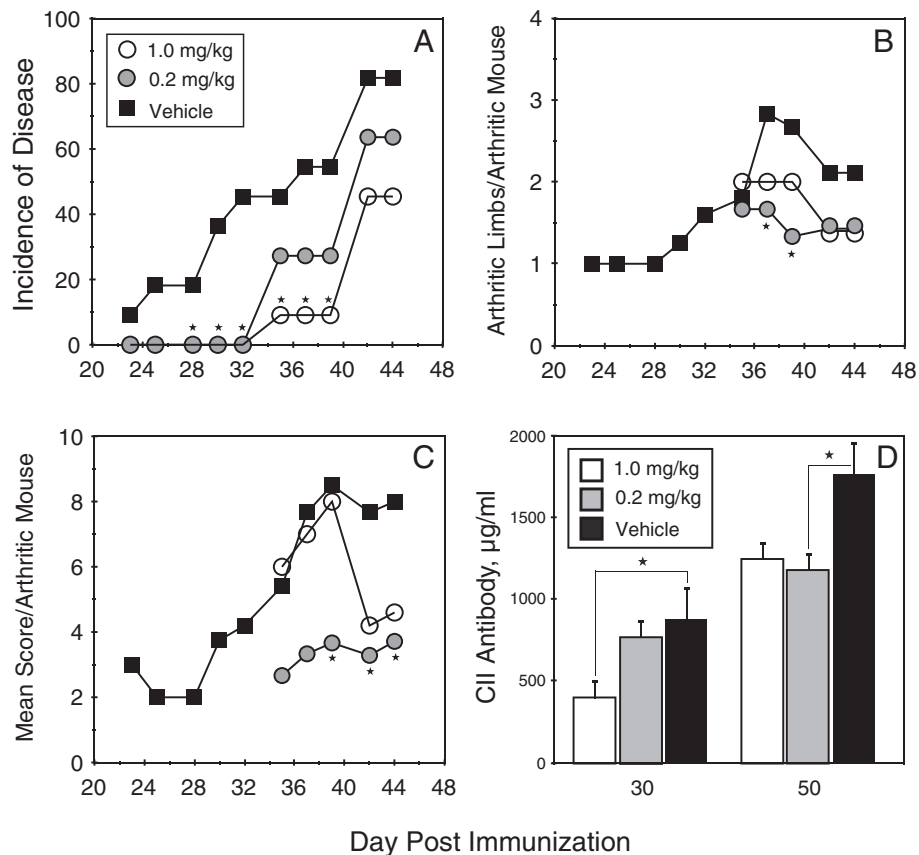 A
Incidence of Disease
100
80
60
40
20
0
1.0 mg/kg
0.2 mg/kg
Vehicle
20 24 28 32 36 40 44 48
B
Arthritic Limbs/Arthritic Mouse
4
3
2
1
0
20 24 28 32 36 40 44 48
C
Mean Score/Arthritic Mouse
10
8
6
4
2
0
20 24 28 32 36 40 44 48
D
CII Antibody, µg/ml
2000
1500
1000
500
0
1.0 mg/kg
0.2 mg/kg
Vehicle
30 50
Day Post Immunization